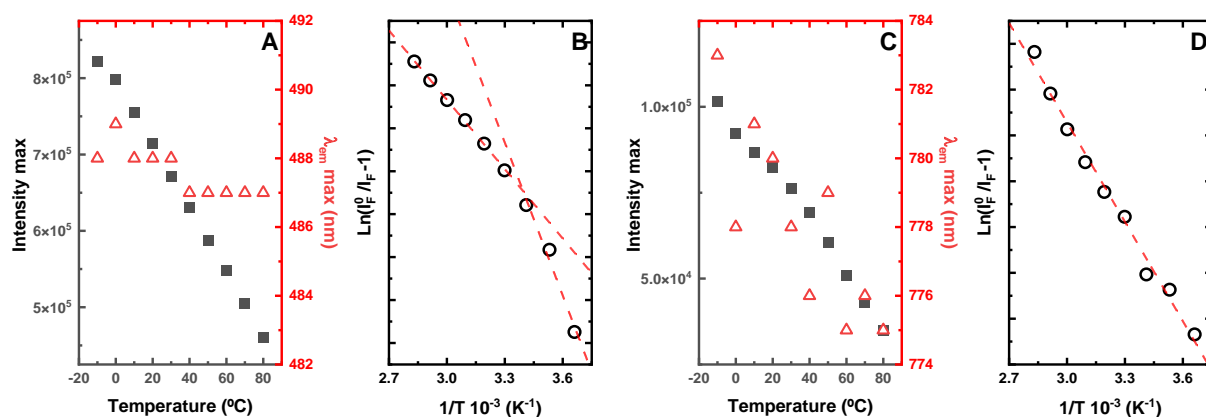 A
Intensity max
8×10⁵
7×10⁵
6×10⁵
5×10⁵
-20 0 20 40 60 80
Temperature (ºC)
492
490
488
486
484
482
λem max (nm)
B
Ln(I⁰F/IF-1)
2.7 3.0 3.3 3.6
1/T 10⁻³ (K⁻¹)
C
Intensity max
1.0×10⁵
5.0×10⁴
-20 0 20 40 60 80
Temperature (ºC)
784
782
780
778
776
774
λem max (nm)
D
Ln(I⁰F/IF-1)
2.7 3.0 3.3 3.6
1/T 10⁻³ (K⁻¹)